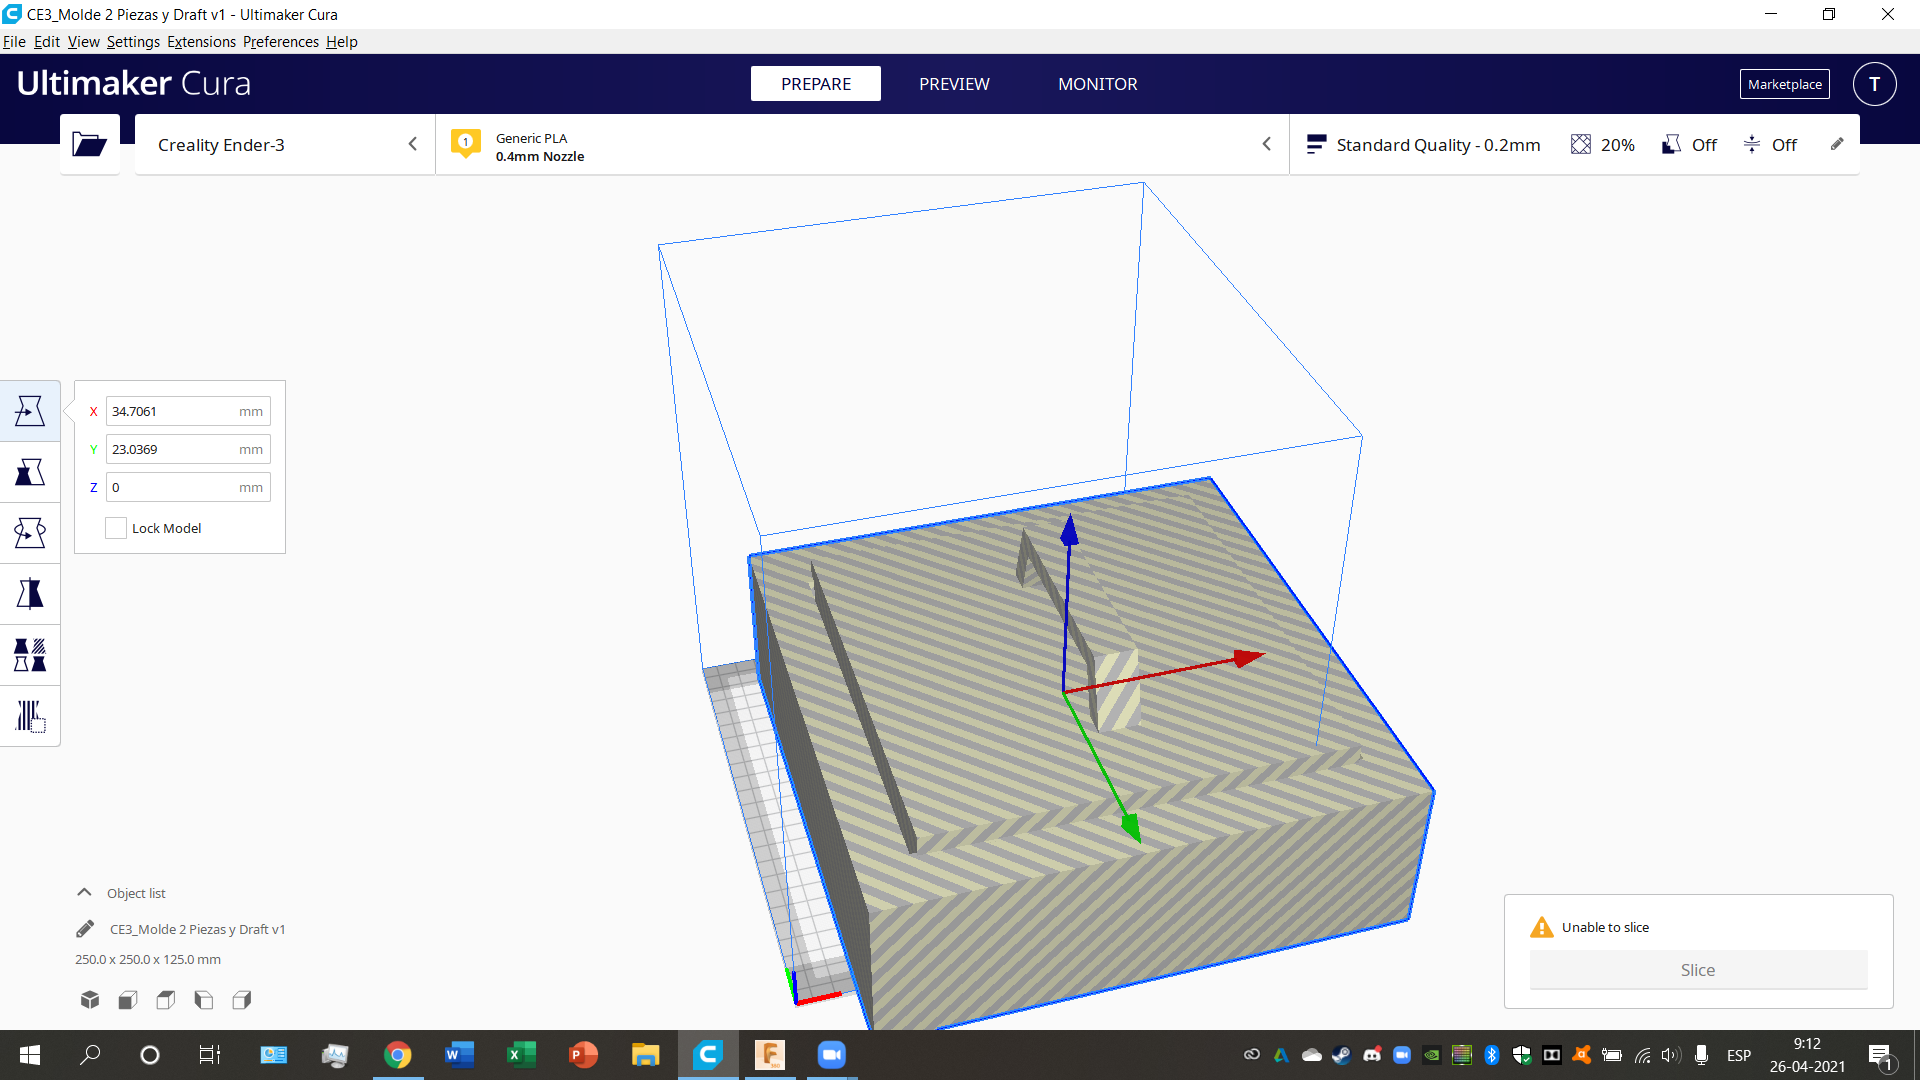 CE3_Molde 2 Piezas y Draft v1 - Ultimaker Cura
File Edit View Settings Extensions Preferences Help
Ultimaker Cura
PREPARE
PREVIEW
MONITOR
Marketplace
T
Creality Ender-3
1
Generic PLA
0.4mm Nozzle
Standard Quality - 0.2mm
20%
Off
Off
X 34.7061 mm
Y 23.0369 mm
Z 0 mm
Lock Model
Object list
CE3_Molde 2 Piezas y Draft v1
250.0 x 250.0 x 125.0 mm
Unable to slice
Slice
ESP
9:12
26-04-2021
1